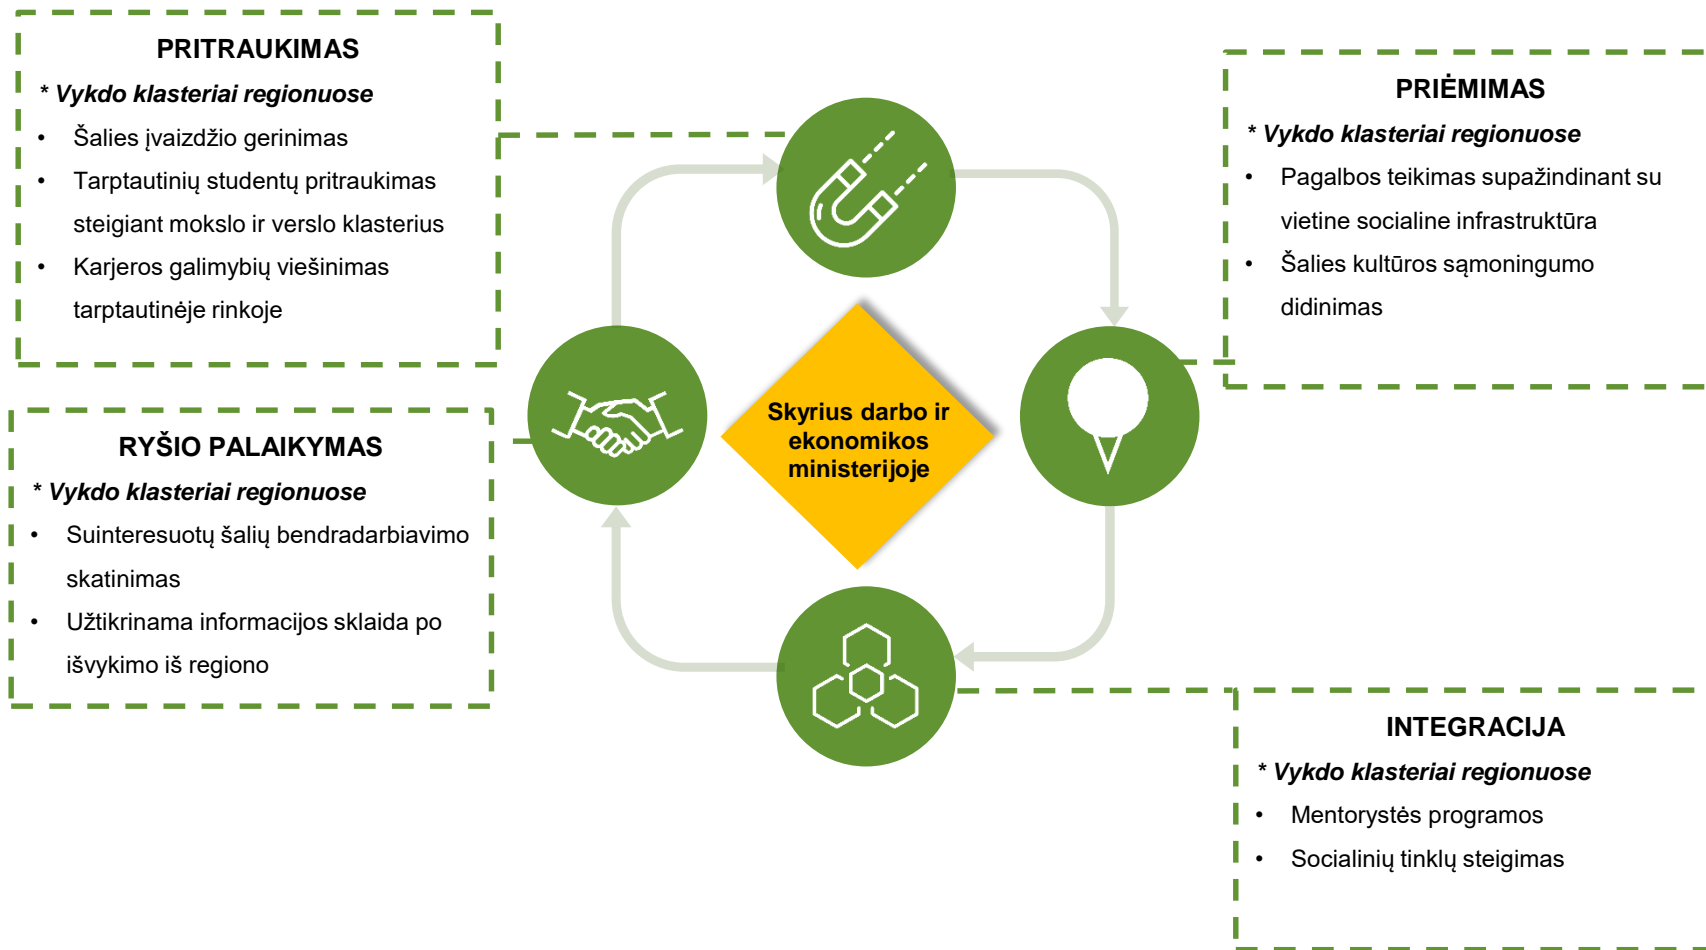 PRITRAUKIMAS
* Vykdo klasteriai regionuose
• Šalies įvaizdžio gerinimas
• Tarptautinių studentų pritraukimas
steigiant mokslo ir verslo klasterius
• Karjeros galimybių viešinimas
tarptautinėje rinkoje
PRIĖMIMAS
* Vykdo klasteriai regionuose
• Pagalbos teikimas supažindinant su
vietine socialine infrastruktūra
• Šalies kultūros sąmoningumo
didinimas
Skyrius darbo ir
ekonomikos
ministerijoje
RYŠIO PALAIKYMAS
* Vykdo klasteriai regionuose
• Suinteresuotų šalių bendradarbiavimo
skatinimas
• Užtikrinama informacijos sklaida po
išvykimo iš regiono
INTEGRACIJA
* Vykdo klasteriai regionuose
• Mentorystės programos
• Socialinių tinklų steigimas